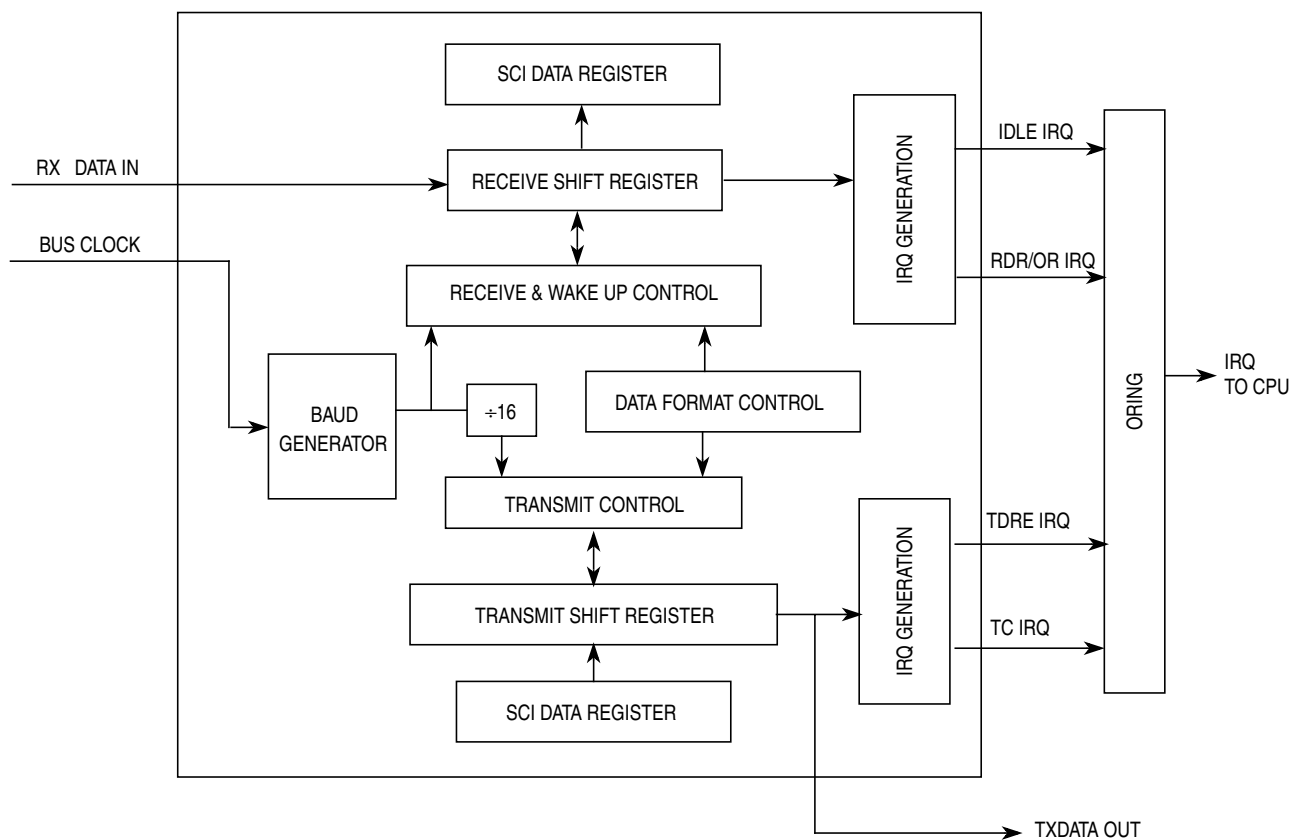 SCI DATA REGISTER
RX DATA IN
RECEIVE SHIFT REGISTER
IRQ GENERATION
IDLE IRQ
BUS CLOCK
RECEIVE & WAKE UP CONTROL
RDR/OR IRQ
BAUD
GENERATOR
÷16
DATA FORMAT CONTROL
ORING
IRQ
TO CPU
TRANSMIT CONTROL
TRANSMIT SHIFT REGISTER
IRQ GENERATION
TDRE IRQ
TC IRQ
SCI DATA REGISTER
TXDATA OUT